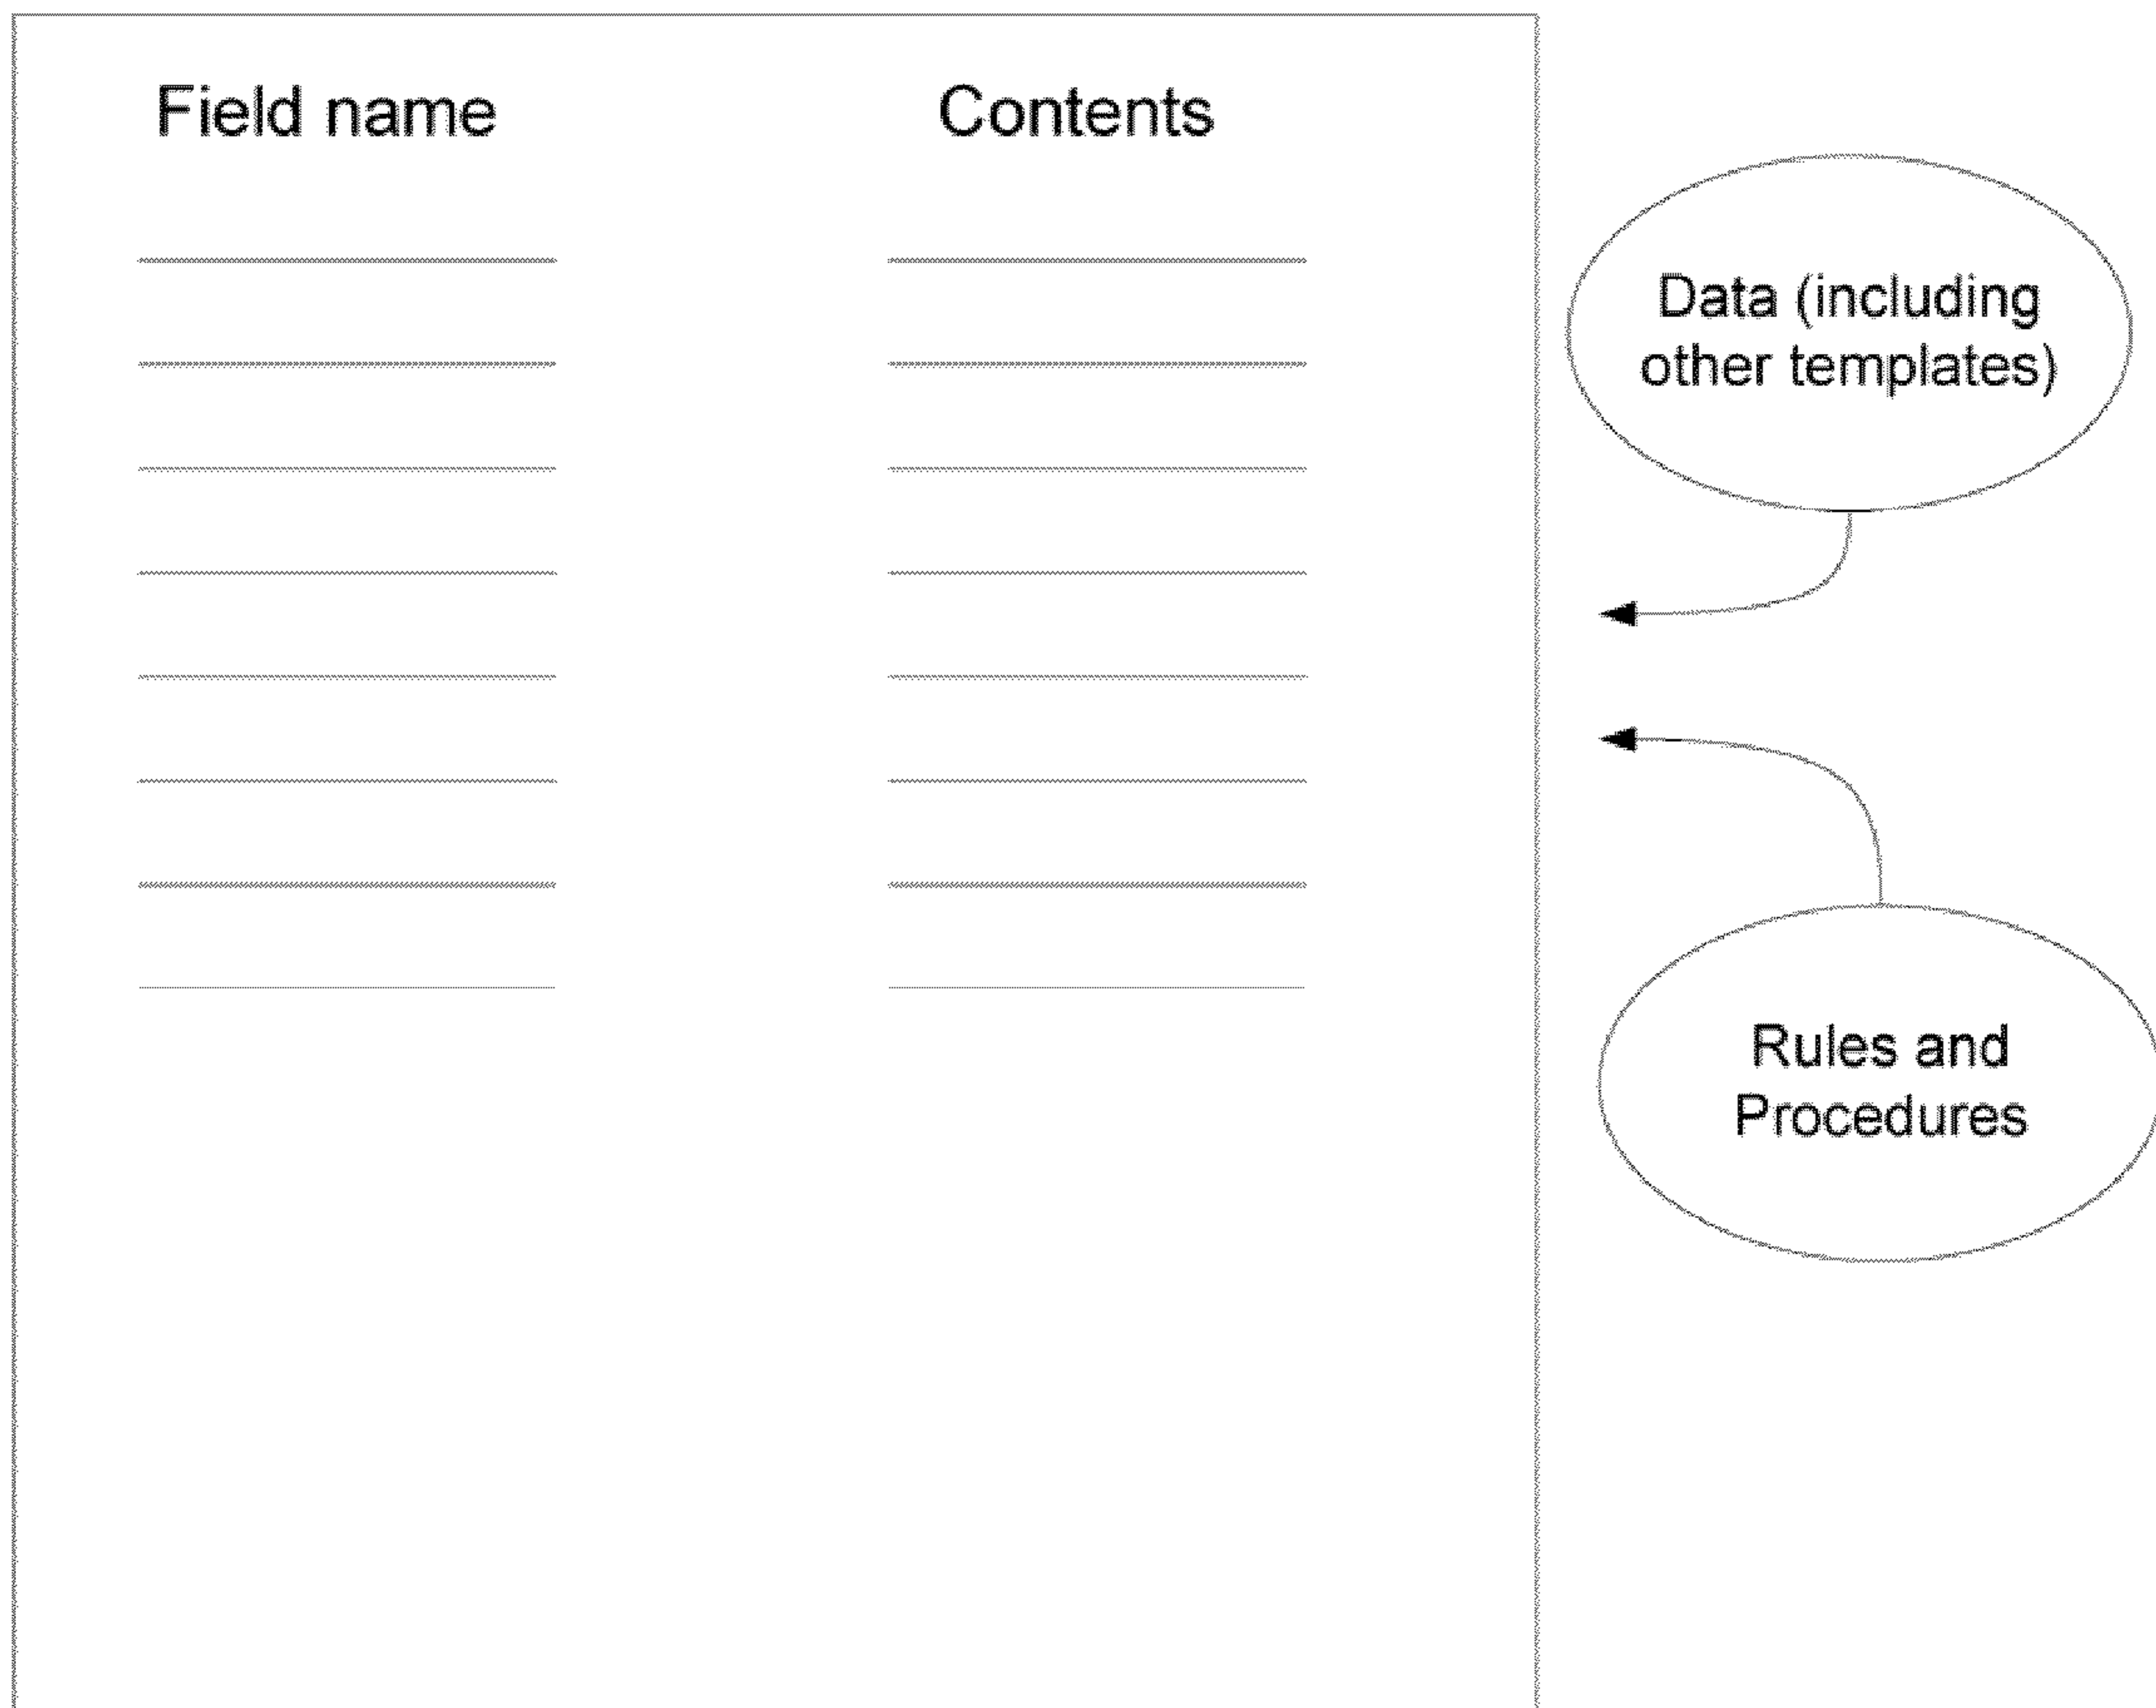 Field name
Contents
Data (including
other templates)
Rules and
Procedures